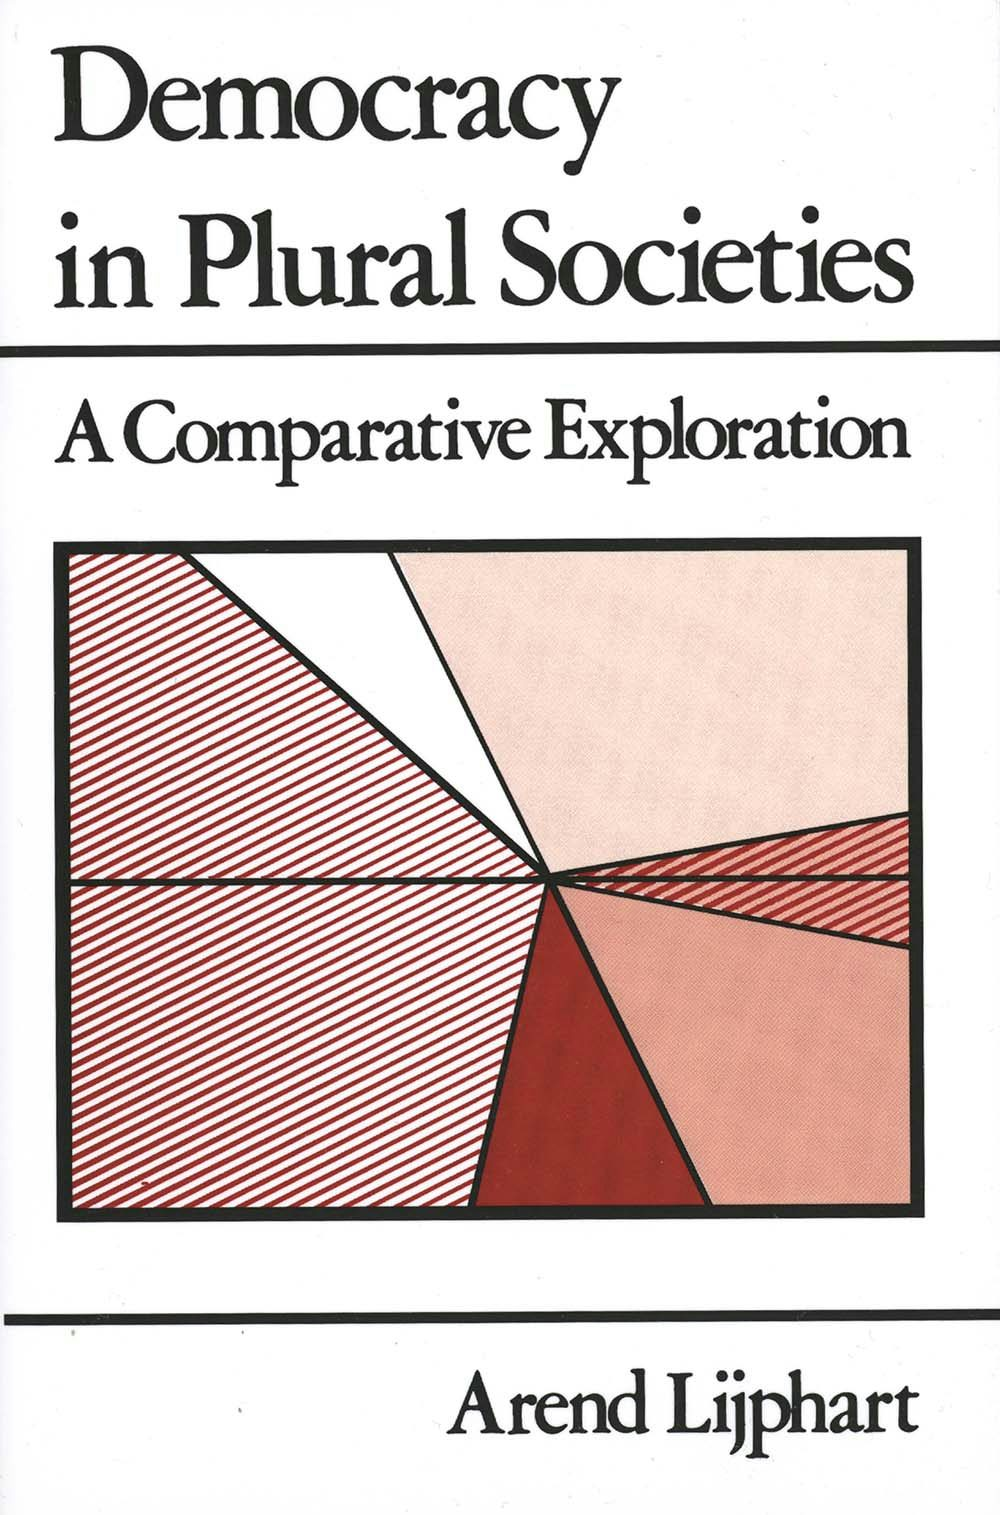 Democracy
in Plural Societies
A Comparative Exploration
Arend Lijphart